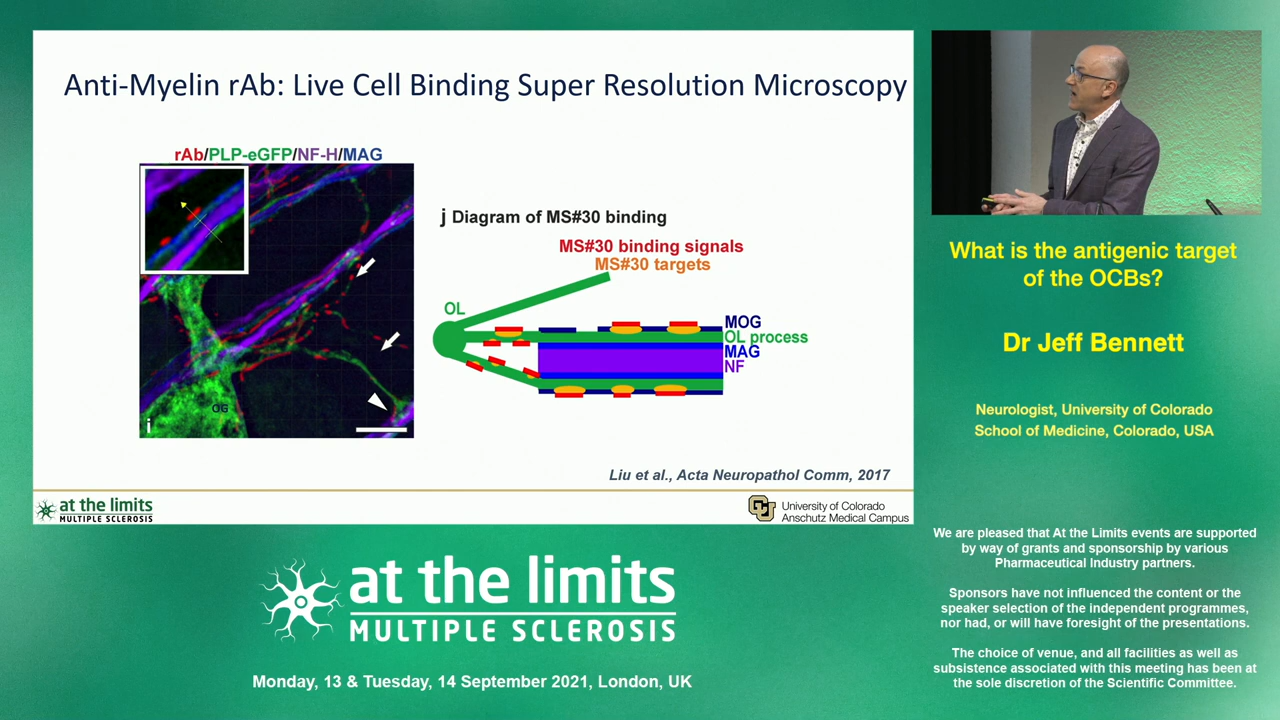 Anti-Myelin rAb: Live Cell Binding Super Resolution Microscopy
rAb/PLP-eGFP/NF-H/MAG
OG
i
j Diagram of MS#30 binding
MS#30 binding signals
MS#30 targets
OL
MOG
OL process
MAG
NF
Liu et al., Acta Neuropathol Comm, 2017
at the limits
MULTIPLE SCLEROSIS
CU
University of Colorado
Anschutz Medical Campus
What is the antigenic target
of the OCBs?
Dr Jeff Bennett
Neurologist, University of Colorado
School of Medicine, Colorado, USA
We are pleased that At the Limits events are supported
by way of grants and sponsorship by various
Pharmaceutical Industry partners.
Sponsors have not influenced the content or the
speaker selection of the independent programmes,
nor had, or will have foresight of the presentations.
The choice of venue, and all facilities as well as
subsistence associated with this meeting has been at
the sole discretion of the Scientific Committee.
at the limits
MULTIPLE SCLEROSIS
Monday, 13 & Tuesday, 14 September 2021, London, UK